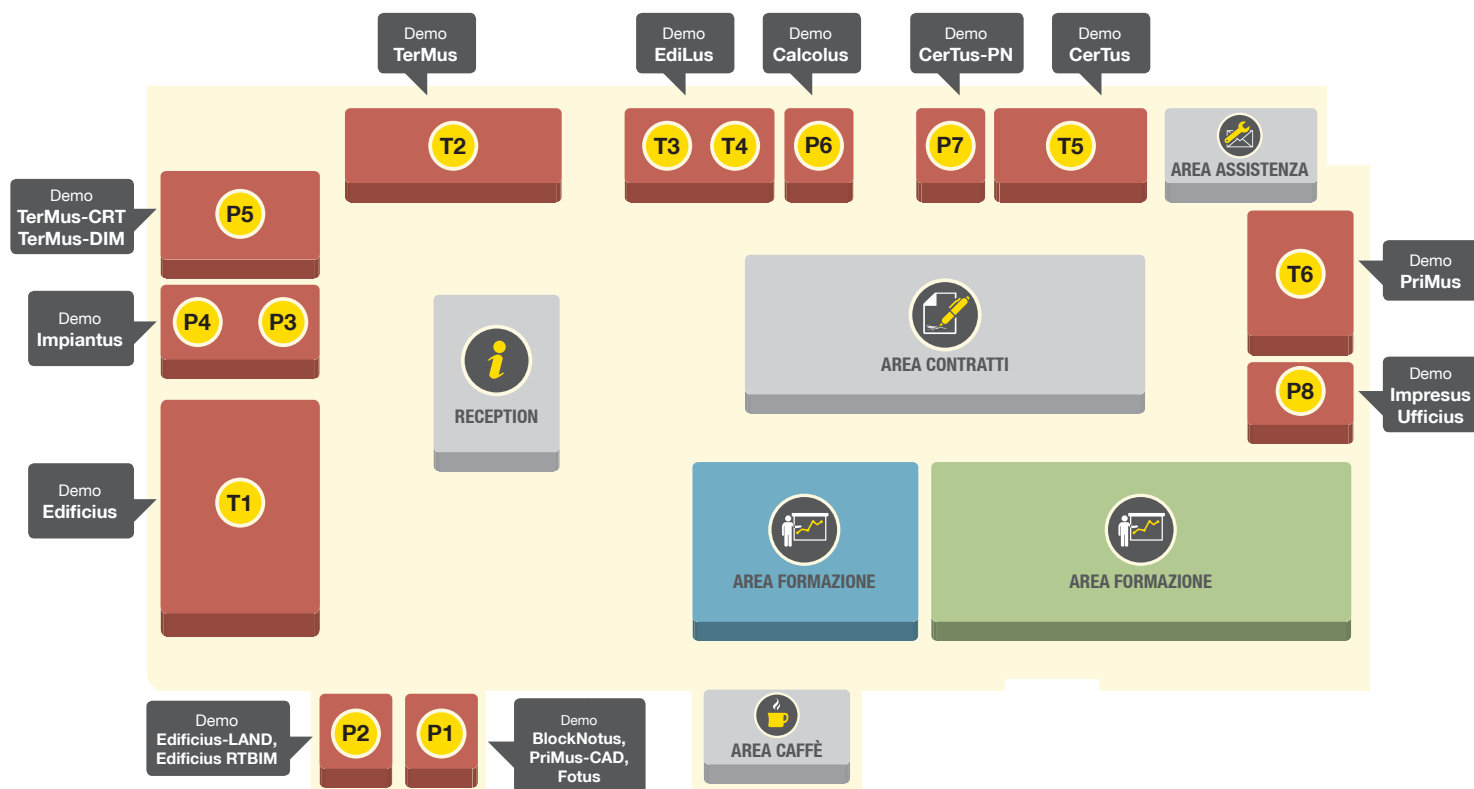 Demo
TerMus
Demo
EdiLus
Demo
Calcolus
Demo
CerTus-PN
Demo
CerTus
T2
T3
T4
P6
P7
T5
AREA ASSISTENZA
Demo
TerMus-CRT
TerMus-DIM
P5
T6
Demo
PriMus
Demo
Impiantus
P4
P3
i
RECEPTION
AREA CONTRATTI
P8
Demo
Impresus
Ufficius
Demo
Edificius
T1
AREA FORMAZIONE
AREA FORMAZIONE
Demo
Edificius-LAND,
Edificius RTBIM
P2
P1
Demo
BlockNotus,
PriMus-CAD,
Fotus
AREA CAFFÈ